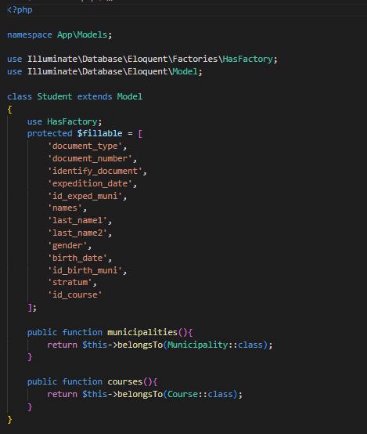 <?php
namespace App\Models;
use Illuminate\Database\Eloquent\Factories\HasFactory;
use Illuminate\Database\Eloquent\Model;
class Student extends Model
{
    use HasFactory;
    protected $fillable = [
        'document_type',
        'document_number',
        'identify_document',
        'expedition_date',
        'id_exped_muni',
        'names',
        'last_name1',
        'last_name2',
        'gender',
        'birth_date',
        'id_birth_muni',
        'stratum',
        'id_course'
    ];
    public function municipalities(){
        return $this->belongsTo(Municipality::class);
    }
    public function courses(){
        return $this->belongsTo(Course::class);
    }
}